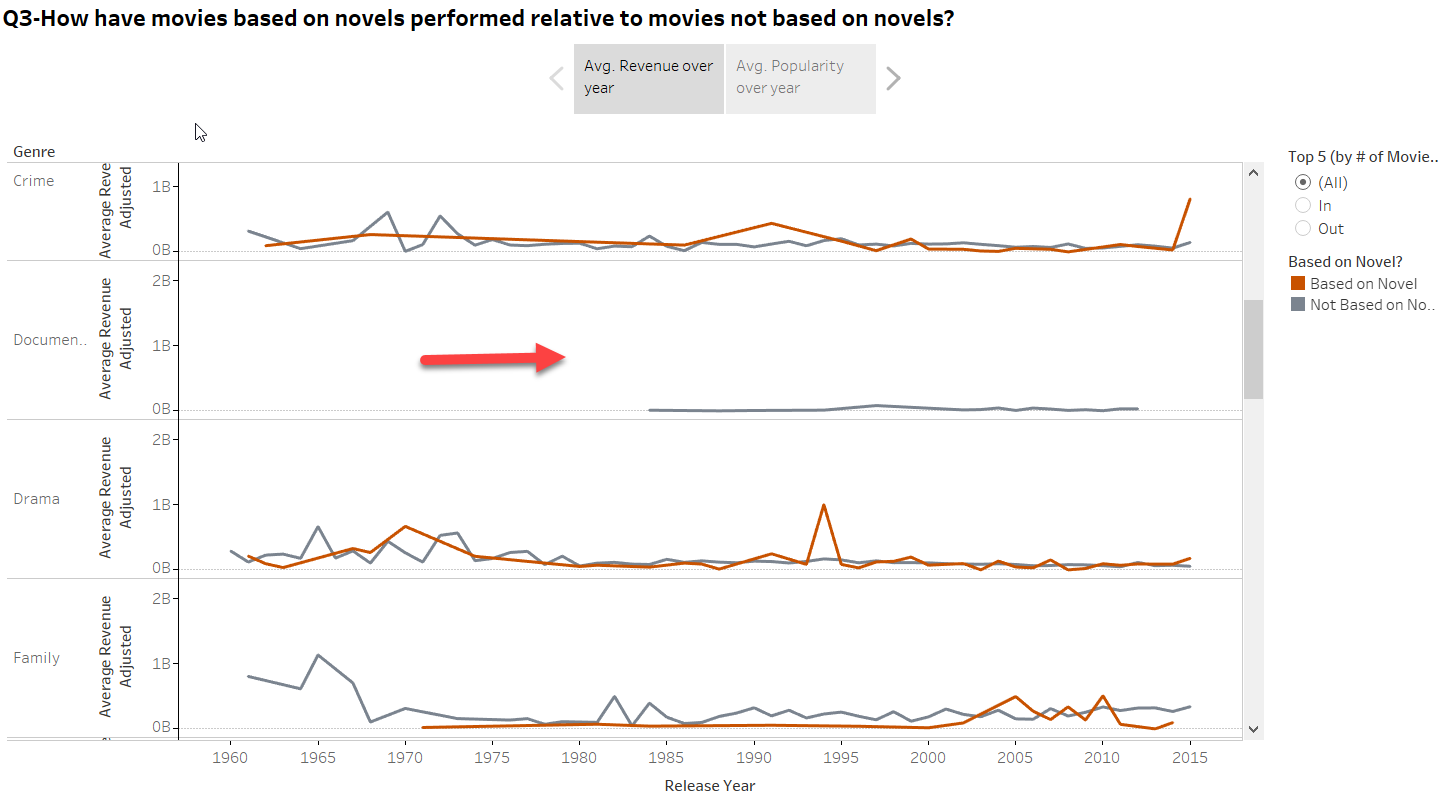 Q3-How have movies based on novels performed relative to movies not based on novels?
Avg. Revenue over
year
Avg. Popularity
over year
Genre
Crime
Average Reve
Adjusted
1B
0B
Documen..
Average Revenue
Adjusted
2B
1B
0B
Drama
Average Revenue
Adjusted
2B
1B
0B
Family
Average Revenue
Adjusted
2B
1B
0B
1960 1965 1970 1975 1980 1985 1990 1995 2000 2005 2010 2015
Release Year
Top 5 (by # of Movie..
(All)
In
Out
Based on Novel?
Based on Novel
Not Based on No..